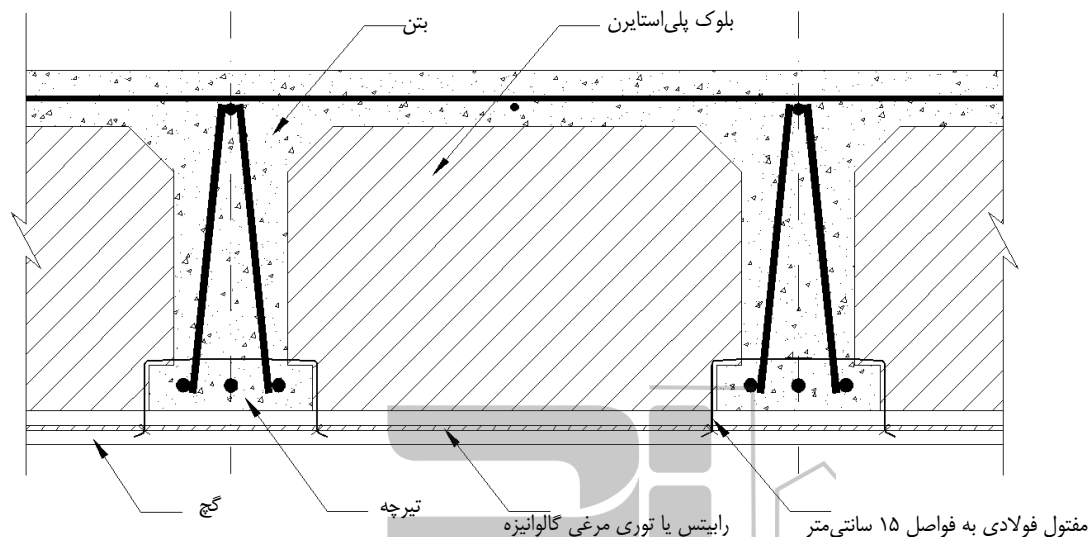 بلوک پلی‌استایرن
بتن
مفتول فولادی به فواصل ۱۵ سانتی‌متر
رابیتس یا توری مرغی گالوانیزه
تیرچه
گچ